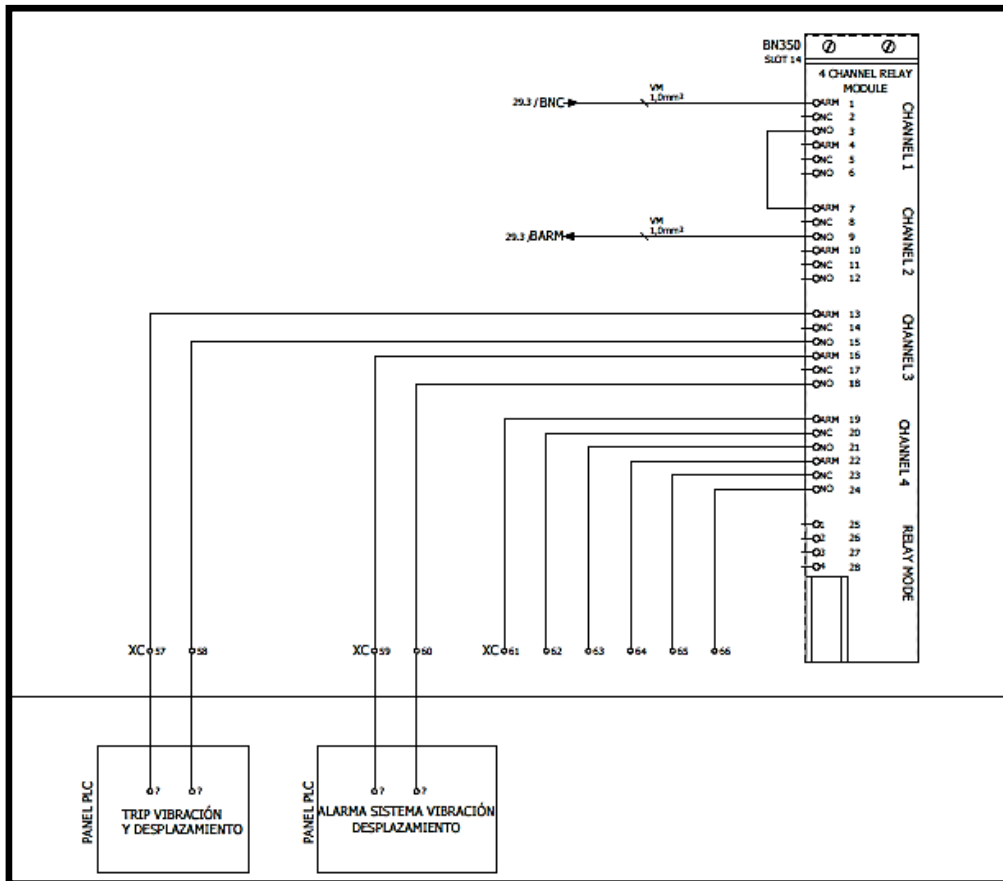 BN350
SLOT 14
4 CHANNEL RELAY
MODULE
29.3/BNC
VM
1,0mm²
ARM 1
NC 2
NO 3
ARM 4
NC 5
NO 6
CHANNEL 1
29.3/BARM
VM
1,0mm²
ARM 7
NC 8
NO 9
ARM 10
NC 11
NO 12
CHANNEL 2
ARM 13
NC 14
NO 15
ARM 16
NC 17
NO 18
CHANNEL 3
ARM 19
NC 20
NO 21
ARM 22
NC 23
NO 24
CHANNEL 4
1 25
2 26
3 27
4 28
RELAY MODE
XC 57 58
XC 59 60
XC 61 62 63 64 65 66
PANEL PLC
? ?
TRIP VIBRACIÓN
Y DESPLAZAMIENTO
PANEL PLC
? ?
ALARMA SISTEMA VIBRACIÓN
DESPLAZAMIENTO